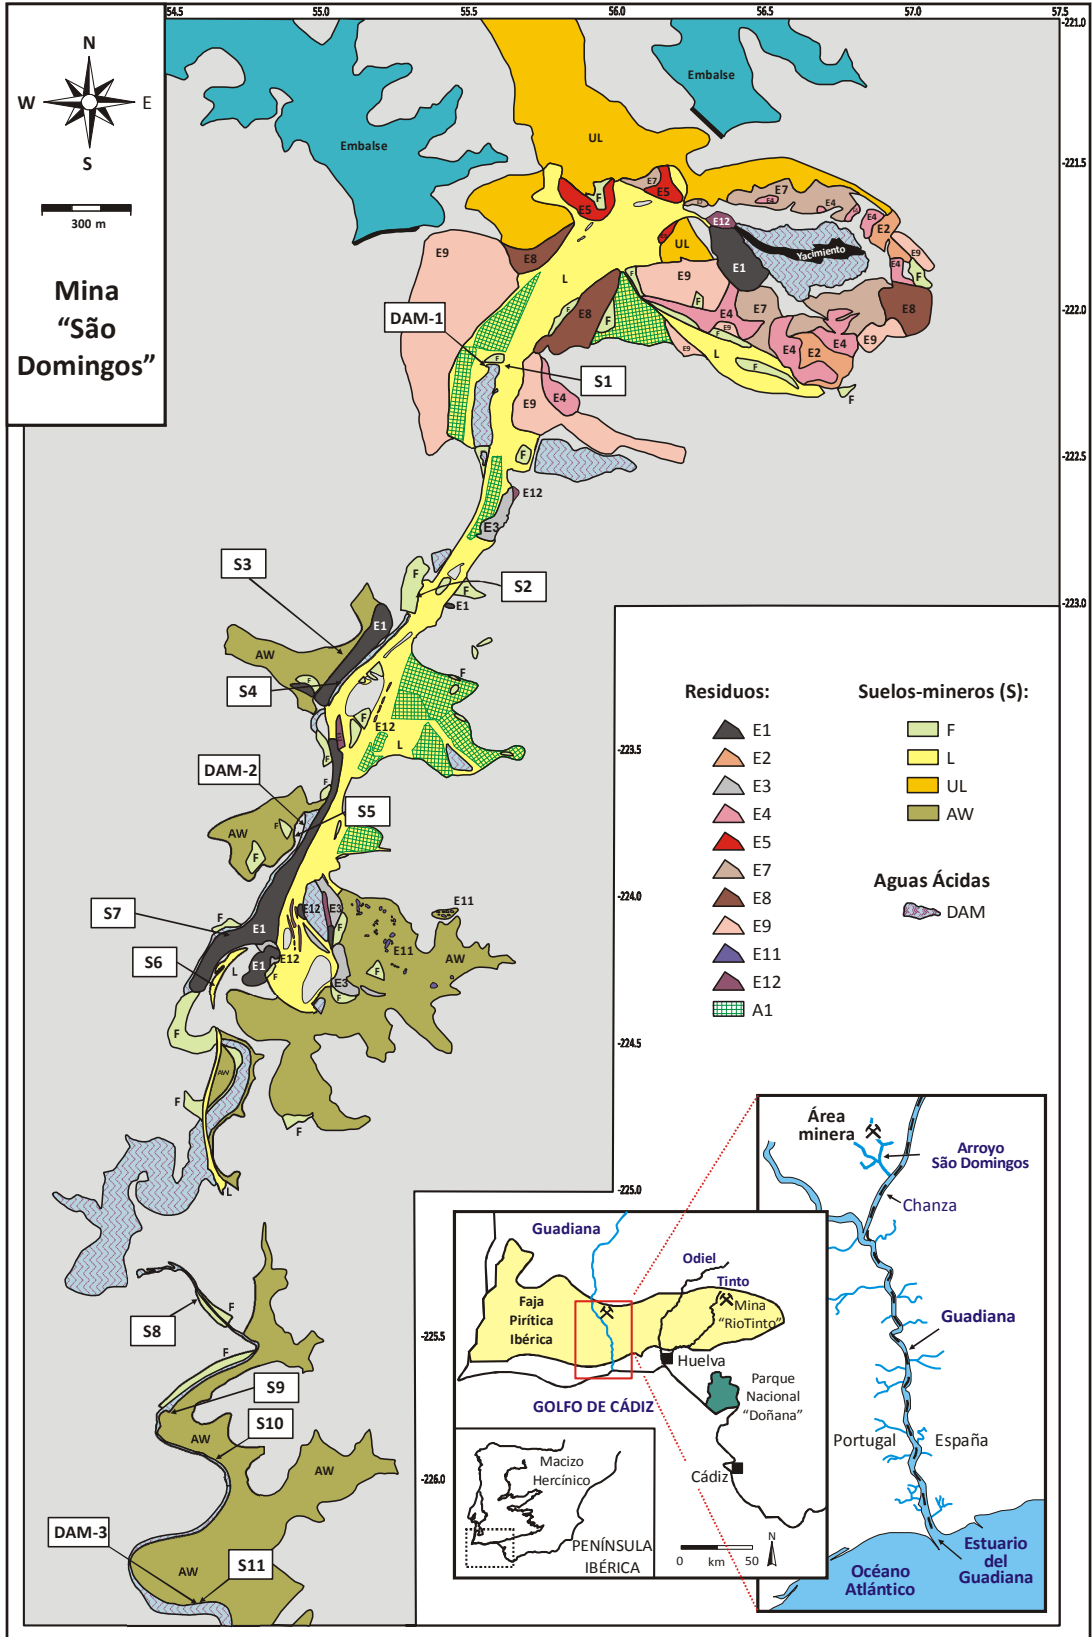 54.5
55.0
55.5
56.0
56.5
57.0
57.5
-221.0
-221.5
-222.0
-222.5
-223.0
-223.5
-224.0
-224.5
-225.0
-225.5
-226.0
N
W
E
S
300 m
Mina
“São
Domingos”
Embalse
Embalse
UL
E7
F
E5
E5
E7
E4
E4
E4
E2
E12
E9
UL
E8
E9
Yacimiento
E1
E9
E4
F
E8
L
DAM-1
F
E8
F
F
E4
E7
E9
F
E4
E4
E2
E9
L
F
F
E9
F
S1
E9
E4
F
F
E12
E3
S3
F
S2
F
E1
E1
AW
F
S4
F
E12
F
L
F
DAM-2
F
S5
AW
F
F
E12
E3
E11
S7
F
E1
F
E11
AW
E12
S6
L
E1
F
F
E3
F
F
AW
F
F
L
S8
F
F
S9
S10
AW
AW
DAM-3
AW
S11
Residuos:
E1
E2
E3
E4
E5
E7
E8
E9
E11
E12
A1
Suelos-mineros (S):
F
L
UL
AW
Aguas Ácidas
DAM
Guadiana
Odiel
Tinto
Faja
Pirítica
Ibérica
Mina
“RioTinto”
Huelva
Parque
Nacional
“Doñana”
GOLFO DE CÁDIZ
Cádiz
Macizo
Hercínico
PENÍNSULA
IBÉRICA
N
0 km 50
Área
minera
Arroyo
São Domingos
Chanza
Guadiana
Portugal
España
Estuario
del
Guadiana
Océano
Atlántico